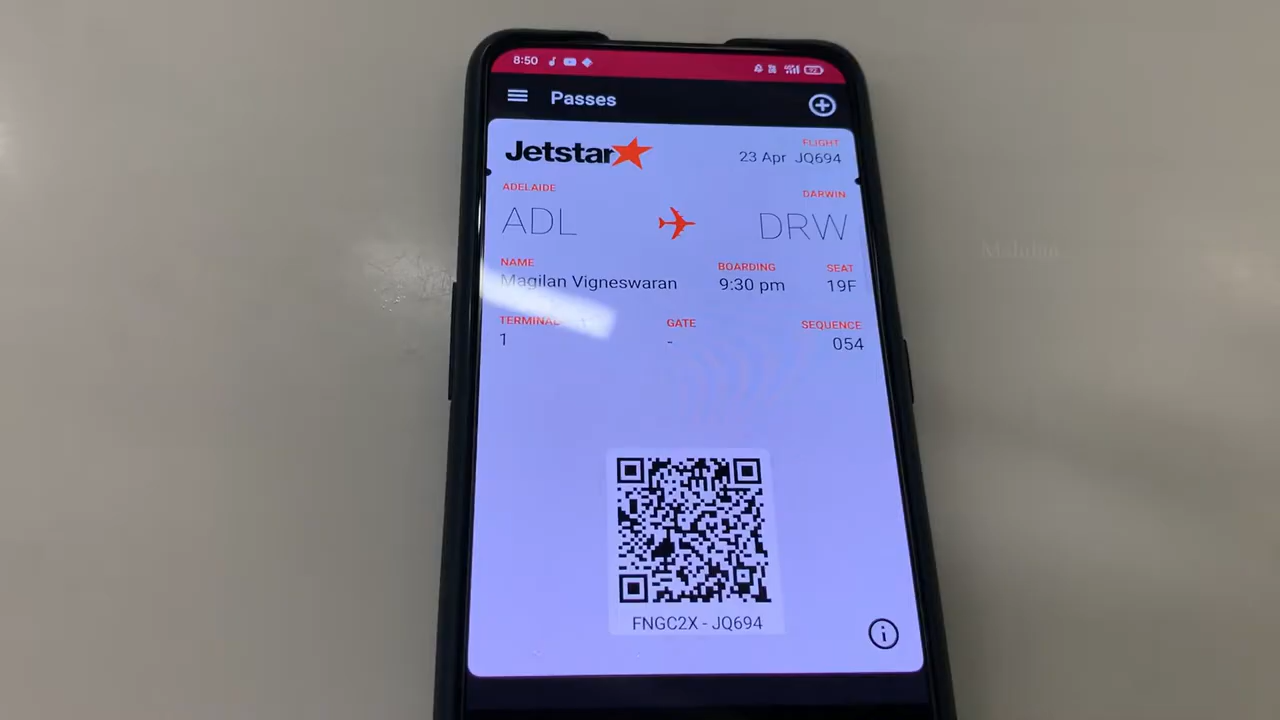 8:50
Passes
Jetstar
FLIGHT
23 Apr JQ694
ADELAIDE
DARWIN
ADL
DRW
NAME
BOARDING
SEAT
Magilan Vigneswaran
9:30 pm
19F
TERMINAL
GATE
SEQUENCE
1
-
054
FNGC2X - JQ694